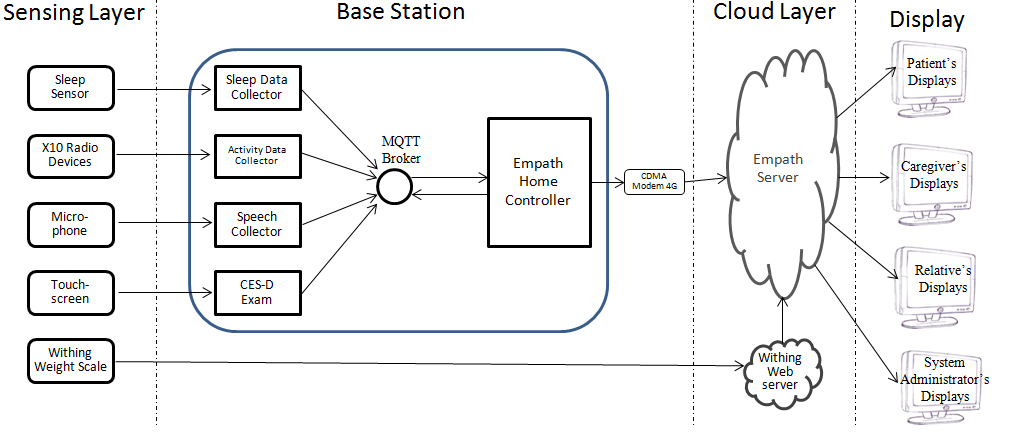 Sensing Layer
Base Station
Cloud Layer
Display
Sleep
Sensor
X10 Radio
Devices
Micro-
phone
Touch-
screen
Withing
Weight Scale
Sleep Data
Collector
Activity Data
Collector
Speech
Collector
CES-D
Exam
MQTT
Broker
Empath
Home
Controller
CDMA
Modem 4G
Empath
Server
Withing
Web
server
Patient's
Displays
Caregiver's
Displays
Relative's
Displays
System
Administrator's
Displays